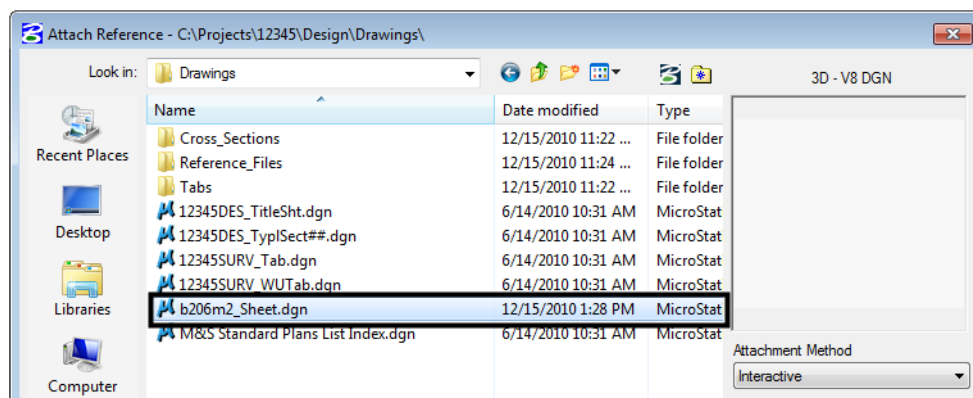 Attach Reference - C:\Projects\12345\Design\Drawings\
Look in: Drawings
3D - V8 DGN
Name Date modified Type
Cross_Sections 12/15/2010 11:22 ... File folder
Reference_Files 12/15/2010 11:24 ... File folder
Tabs 12/15/2010 11:22 ... File folder
12345DES_TitleSht.dgn 6/14/2010 10:31 AM MicroStat
12345DES_TyplSect##.dgn 6/14/2010 10:31 AM MicroStat
12345SURV_Tab.dgn 6/14/2010 10:31 AM MicroStat
12345SURV_WUTab.dgn 6/14/2010 10:31 AM MicroStat
b206m2_Sheet.dgn 12/15/2010 1:28 PM MicroStat
M&S Standard Plans List Index.dgn 6/14/2010 10:31 AM MicroStat
Recent Places
Desktop
Libraries
Computer
Attachment Method
Interactive